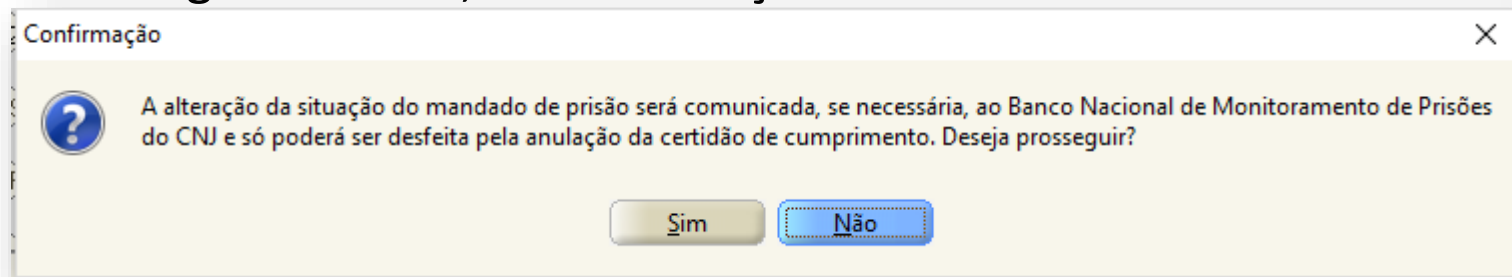 Confirmação
A alteração da situação do mandado de prisão será comunicada, se necessária, ao Banco Nacional de Monitoramento de Prisões
do CNJ e só poderá ser desfeita pela anulação da certidão de cumprimento. Deseja prosseguir?
Sim
Não